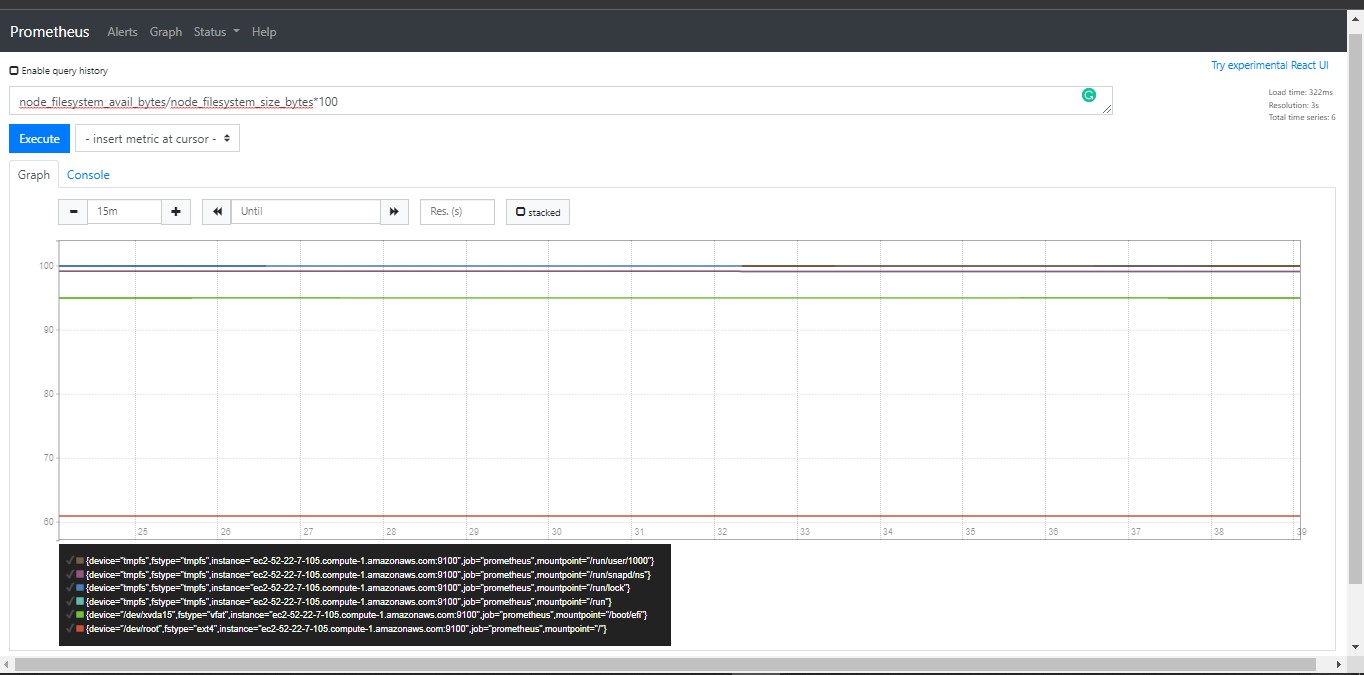 Prometheus Alerts Graph Status Help
Enable query history
Try experimental React UI
node_filesystem_avail_bytes/node_filesystem_size_bytes*100
Load time: 322ms
Resolution: 3s
Total time series: 6
Execute - insert metric at cursor -
Graph Console
15m Until Res. (s) stacked
100
90
80
70
60
25 26 27 28 29 30 31 32 33 34 35 36 37 38 39
{device="tmpfs",fstype="tmpfs",instance="ec2-52-22-7-105.compute-1.amazonaws.com:9100",job="prometheus",mountpoint="/run/user/1000"}
{device="tmpfs",fstype="tmpfs",instance="ec2-52-22-7-105.compute-1.amazonaws.com:9100",job="prometheus",mountpoint="/run/snapd/ns"}
{device="tmpfs",fstype="tmpfs",instance="ec2-52-22-7-105.compute-1.amazonaws.com:9100",job="prometheus",mountpoint="/run/lock"}
{device="tmpfs",fstype="tmpfs",instance="ec2-52-22-7-105.compute-1.amazonaws.com:9100",job="prometheus",mountpoint="/run"}
{device="/dev/xvda15",fstype="vfat",instance="ec2-52-22-7-105.compute-1.amazonaws.com:9100",job="prometheus",mountpoint="/boot/efi"}
{device="/dev/root",fstype="ext4",instance="ec2-52-22-7-105.compute-1.amazonaws.com:9100",job="prometheus",mountpoint="/"}